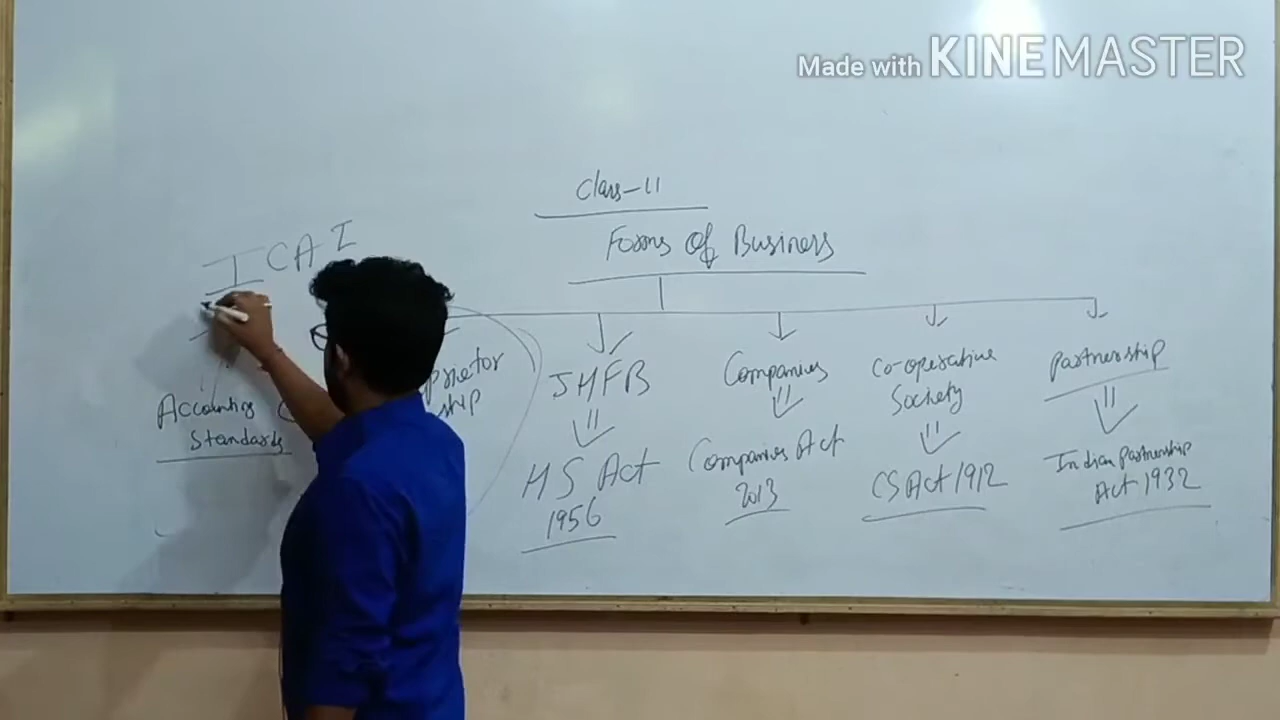 Made with KINEMASTER
Class-11
Forms of Business
ICAI
Accounting
Standards
prietor
ship
JHFB
HS Act
1956
Companies
Companies Act
2013
Co-operative
Society
CS Act 1912
Partnership
Indian Partnership
Act 1932